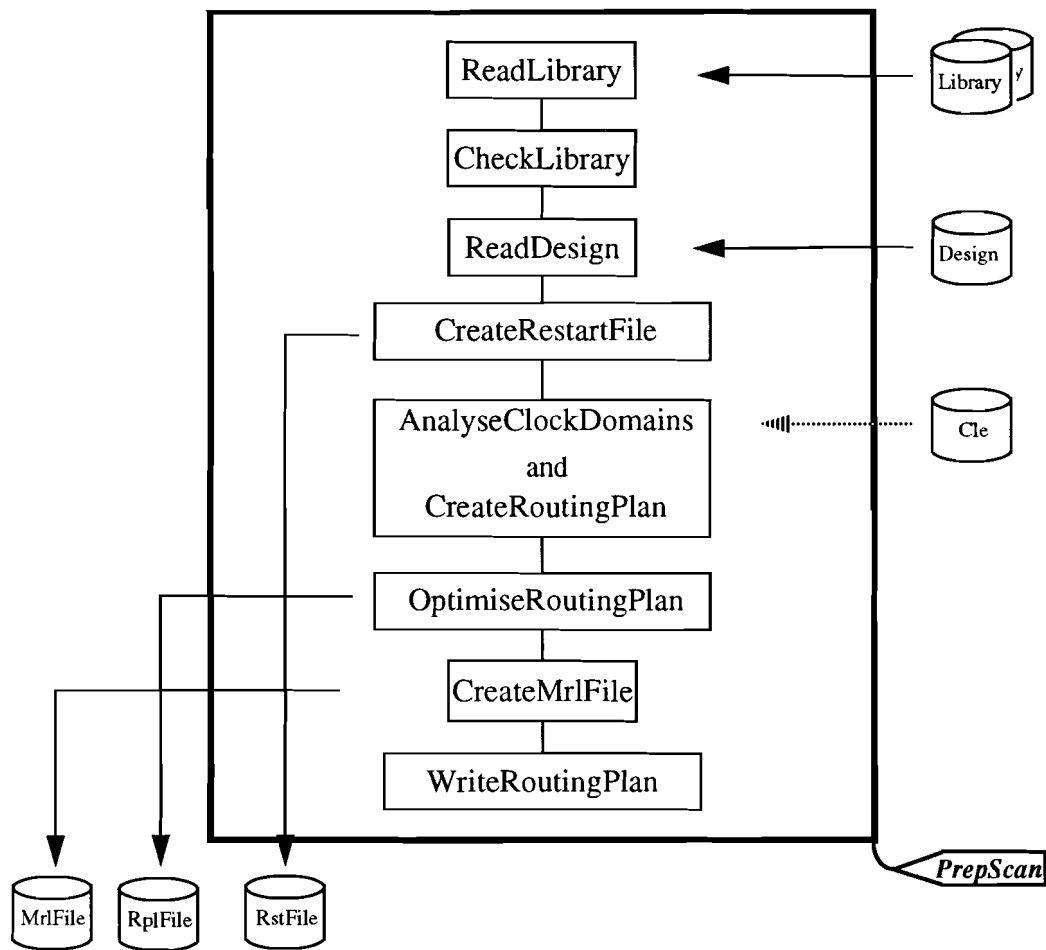 ReadLibrary
Library
y
CheckLibrary
ReadDesign
Design
CreateRestartFile
AnalyseClockDomains
and
CreateRoutingPlan
Cle
OptimiseRoutingPlan
CreateMrlFile
WriteRoutingPlan
PrepScan
MrlFile
RplFile
RstFile